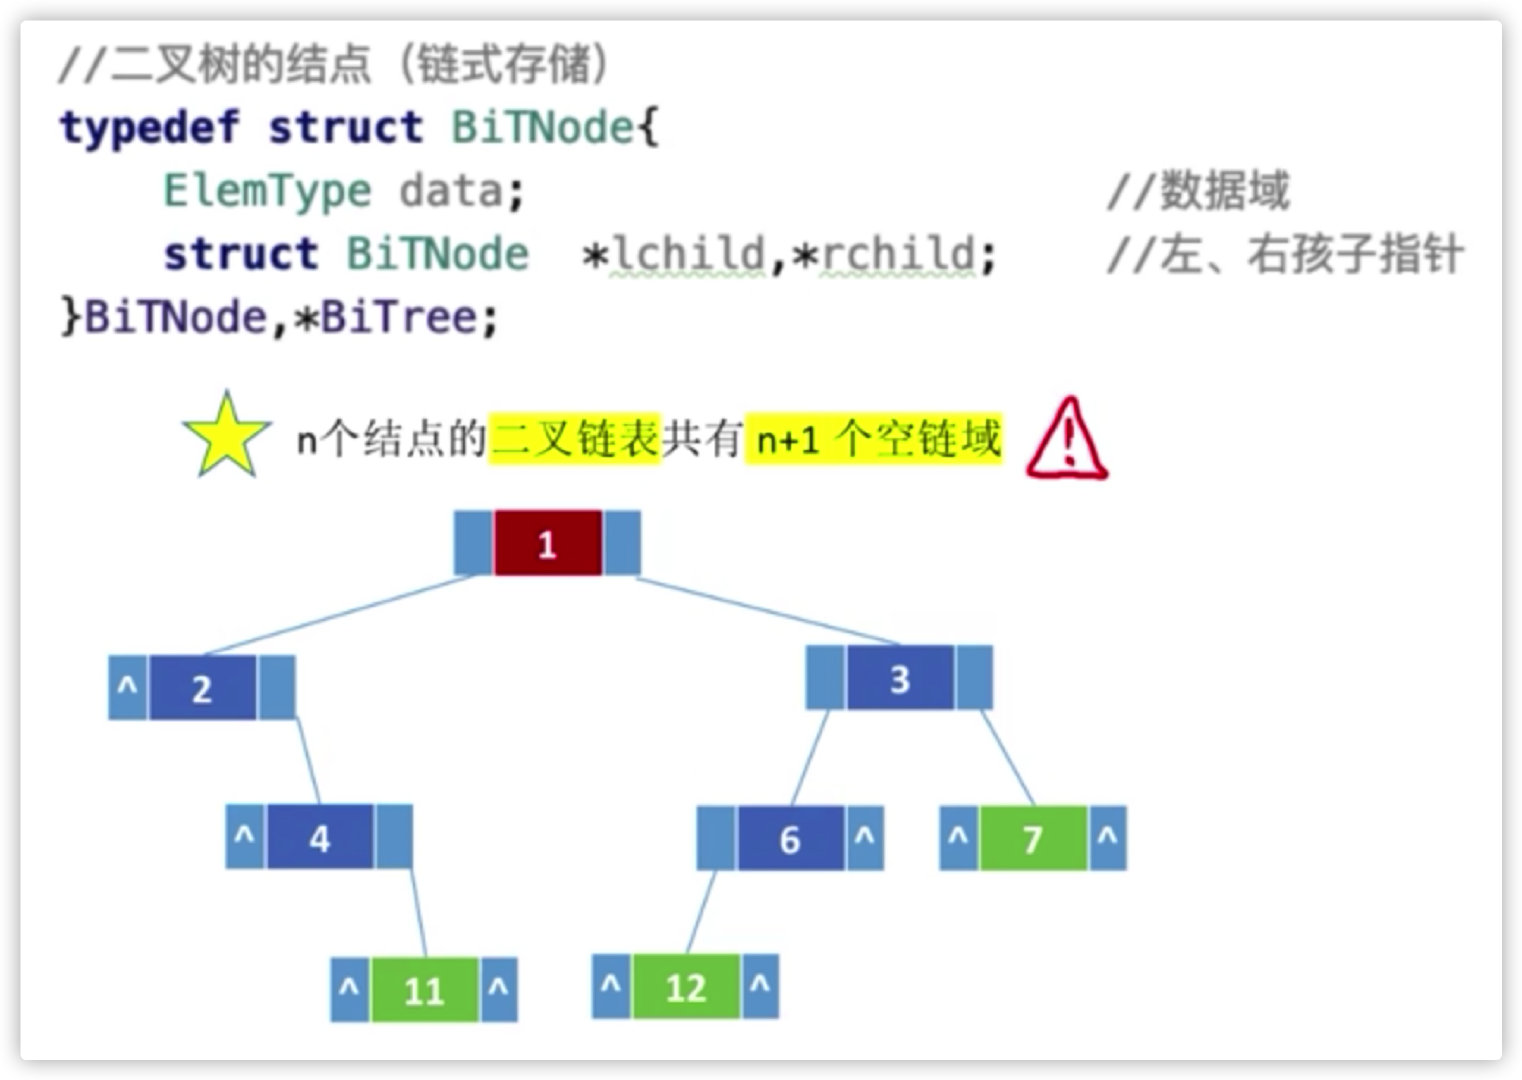 //二叉树的结点（链式存储）
typedef struct BiTNode{
ElemType data; //数据域
struct BiTNode *lchild,*rchild; //左、右孩子指针
}BiTNode,*BiTree;
n个结点的二叉链表共有 n+1 个空链域
1
^ 2
3
^ 4
6 ^
^ 7 ^
^ 11 ^
^ 12 ^